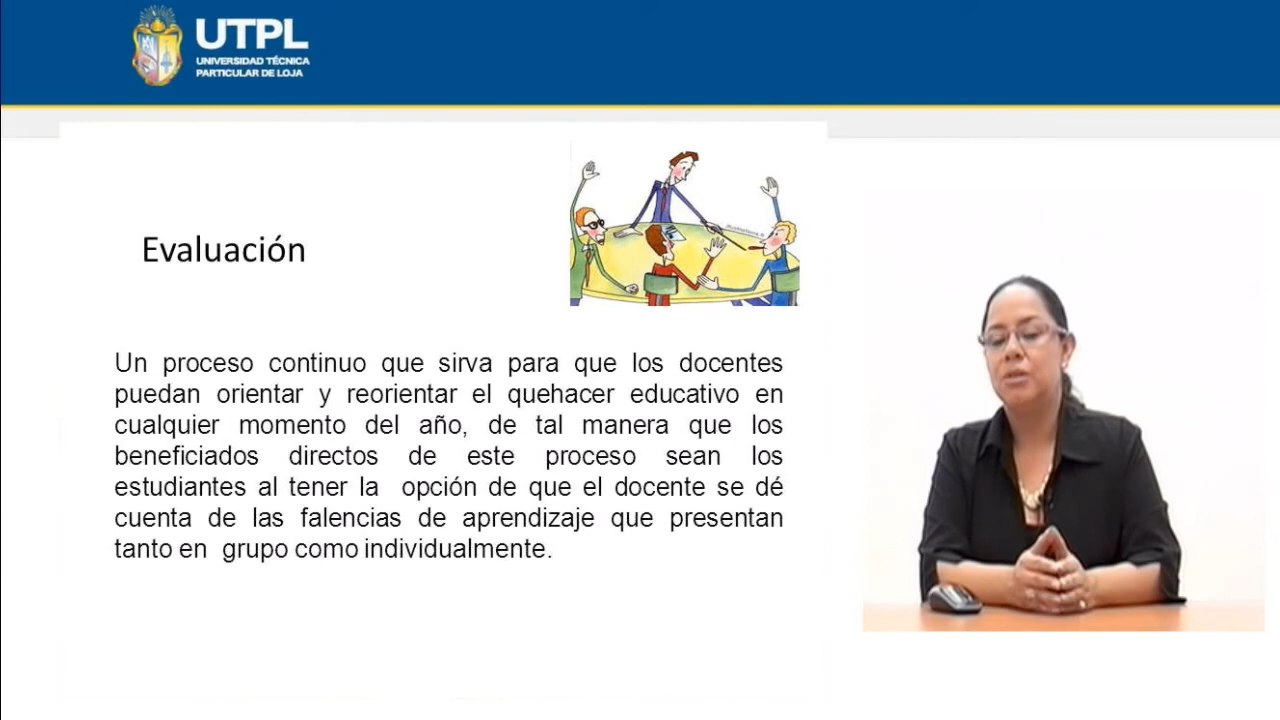 UTPL
UNIVERSIDAD TÉCNICA
PARTICULAR DE LOJA
Evaluación
Un proceso continuo que sirva para que los docentes
puedan orientar y reorientar el quehacer educativo en
cualquier momento del año, de tal manera que los
beneficiados directos de este proceso sean los
estudiantes al tener la opción de que el docente se dé
cuenta de las falencias de aprendizaje que presentan
tanto en grupo como individualmente.